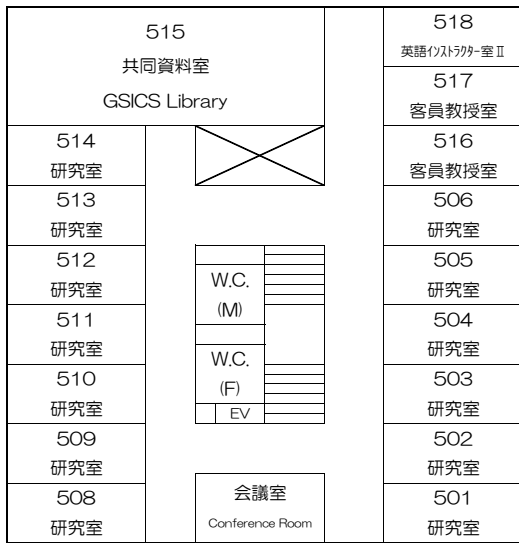 515
共同資料室
GSICS Library
518
英語インストラクター室Ⅱ
517
客員教授室
514
研究室
516
客員教授室
513
研究室
506
研究室
512
研究室
W.C.
(M)
505
研究室
511
研究室
504
研究室
510
研究室
W.C.
(F)
EV
503
研究室
509
研究室
502
研究室
508
研究室
会議室
Conference Room
501
研究室